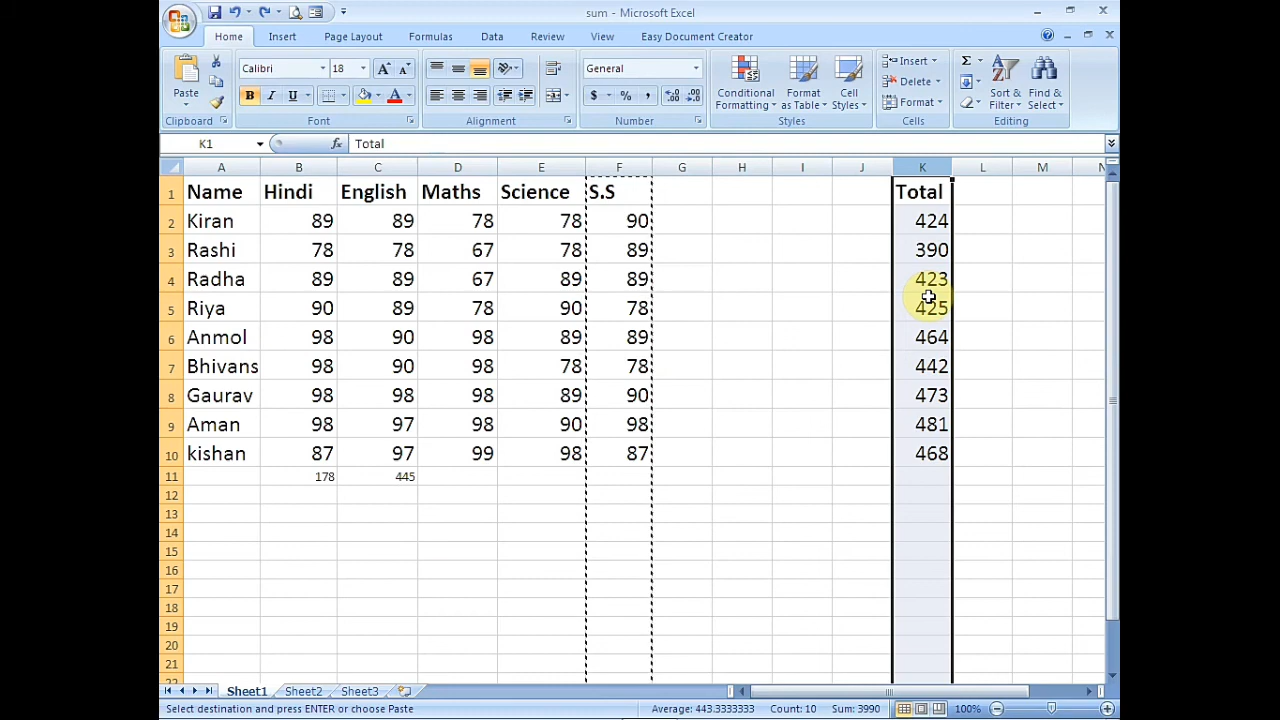 sum - Microsoft Excel
Home Insert Page Layout Formulas Data Review View Easy Document Creator
Calibri 18 General
Paste B I U $ % , Conditional Formatting Format as Table Cell Styles Insert Delete Format Σ Sort & Filter Find & Select
Clipboard Font Alignment Number Styles Cells Editing
K1 fx Total
A B C D E F G H I J K L M N
1 Name Hindi English Maths Science S.S Total
2 Kiran 89 89 78 78 90 424
3 Rashi 78 78 67 78 89 390
4 Radha 89 89 67 89 89 423
5 Riya 90 89 78 90 78 425
6 Anmol 98 90 98 89 89 464
7 Bhivans 98 90 98 78 78 442
8 Gaurav 98 98 98 89 90 473
9 Aman 98 97 98 90 98 481
10 kishan 87 97 99 98 87 468
11 178 445
12
13
14
15
16
17
18
19
20
21
22
Sheet1 Sheet2 Sheet3
Select destination and press ENTER or choose Paste Average: 443.3333333 Count: 10 Sum: 3990 100%